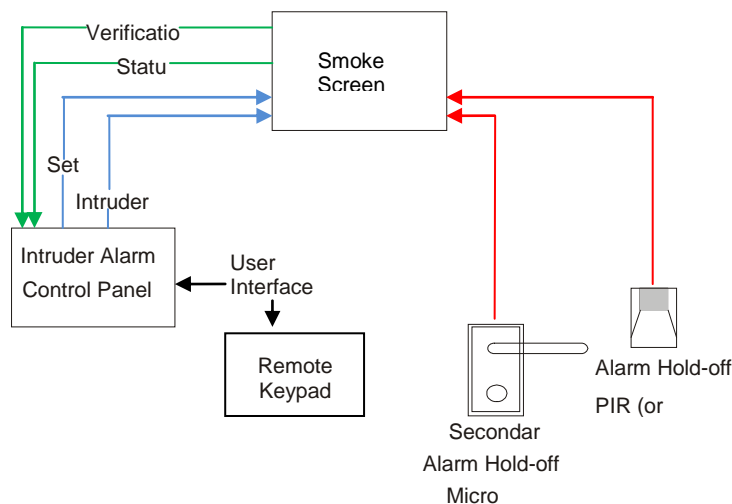 Verificatio
Statu
Smoke
Screen
Set
Intruder
Intruder Alarm
Control Panel
User
Interface
Remote
Keypad
Alarm Hold-off
PIR (or
Secondar
Alarm Hold-off
Micro